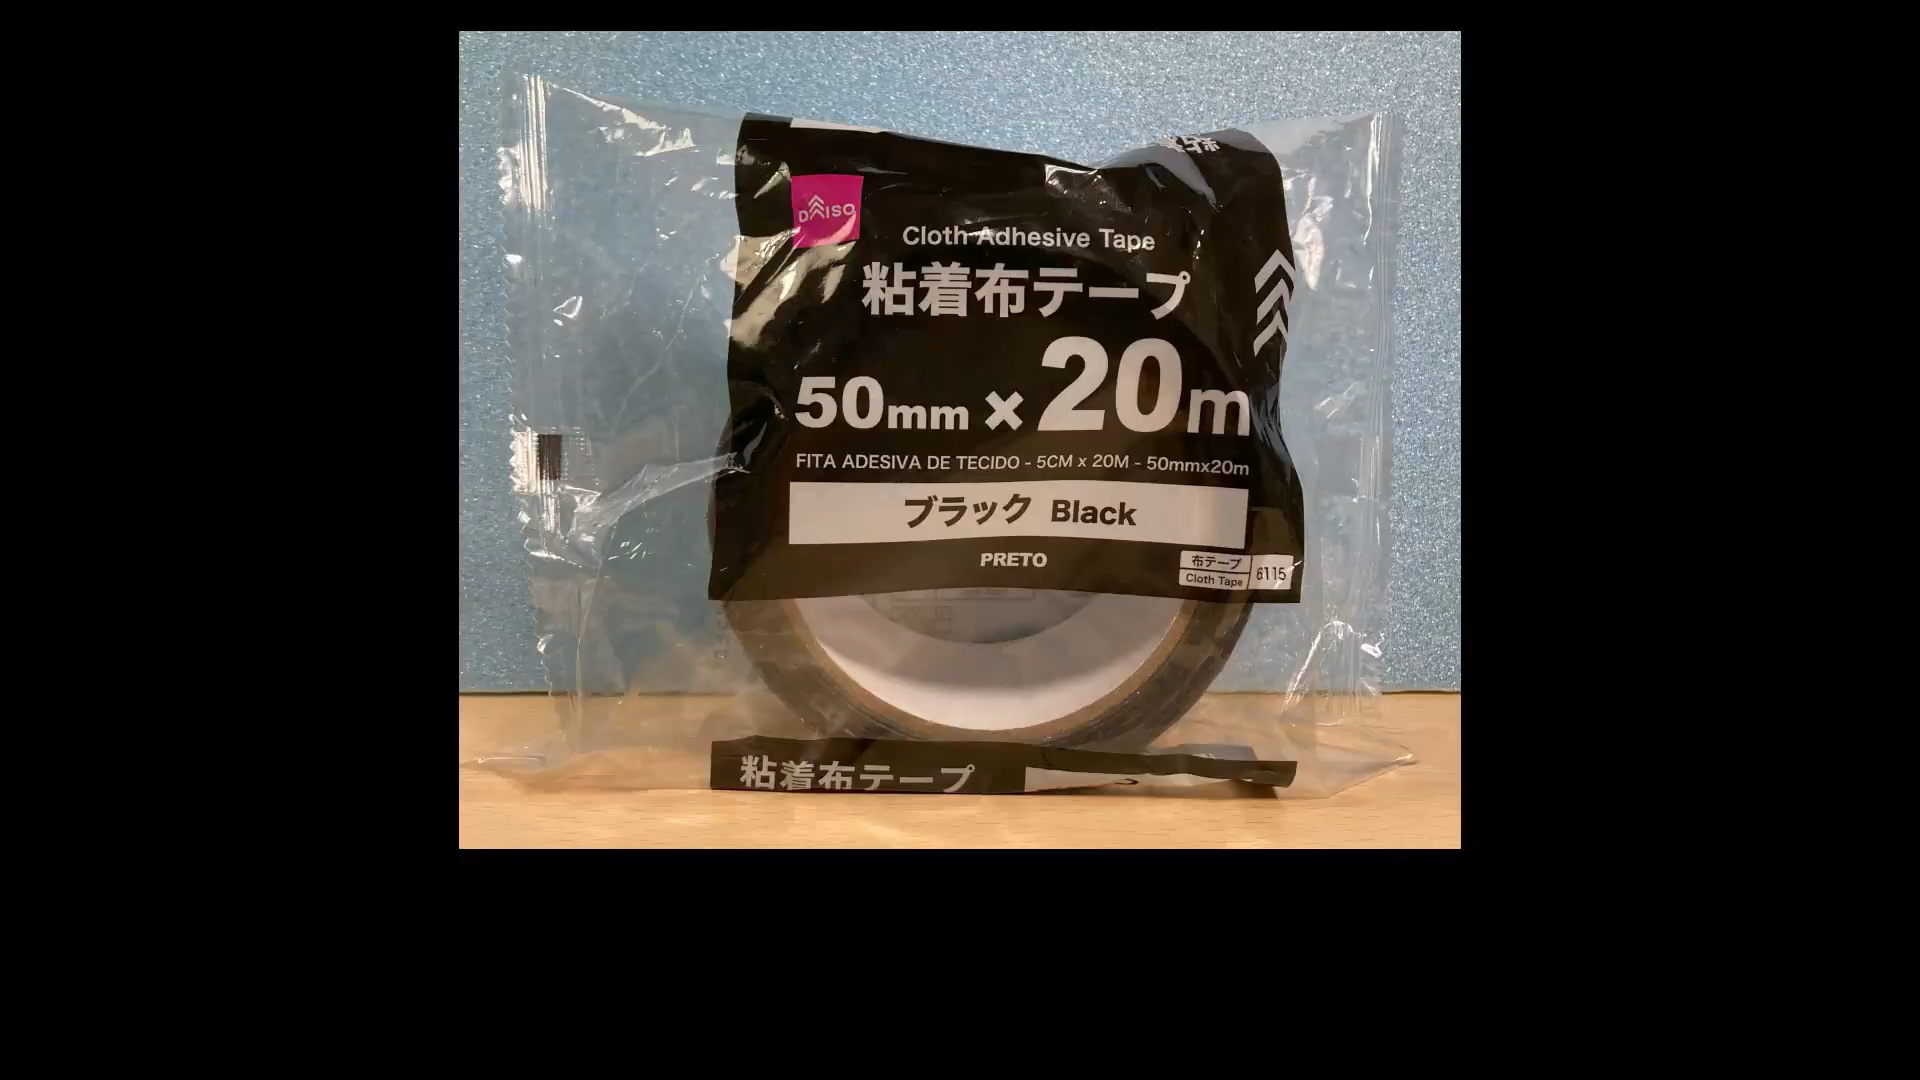 DAISO
Cloth Adhesive Tape
粘着布テープ
50mm × 20m
FITA ADESIVA DE TECIDO - 5CM x 20M - 50mmx20m
ブラック Black
PRETO
布テープ
Cloth Tape
6115
粘着布テープ